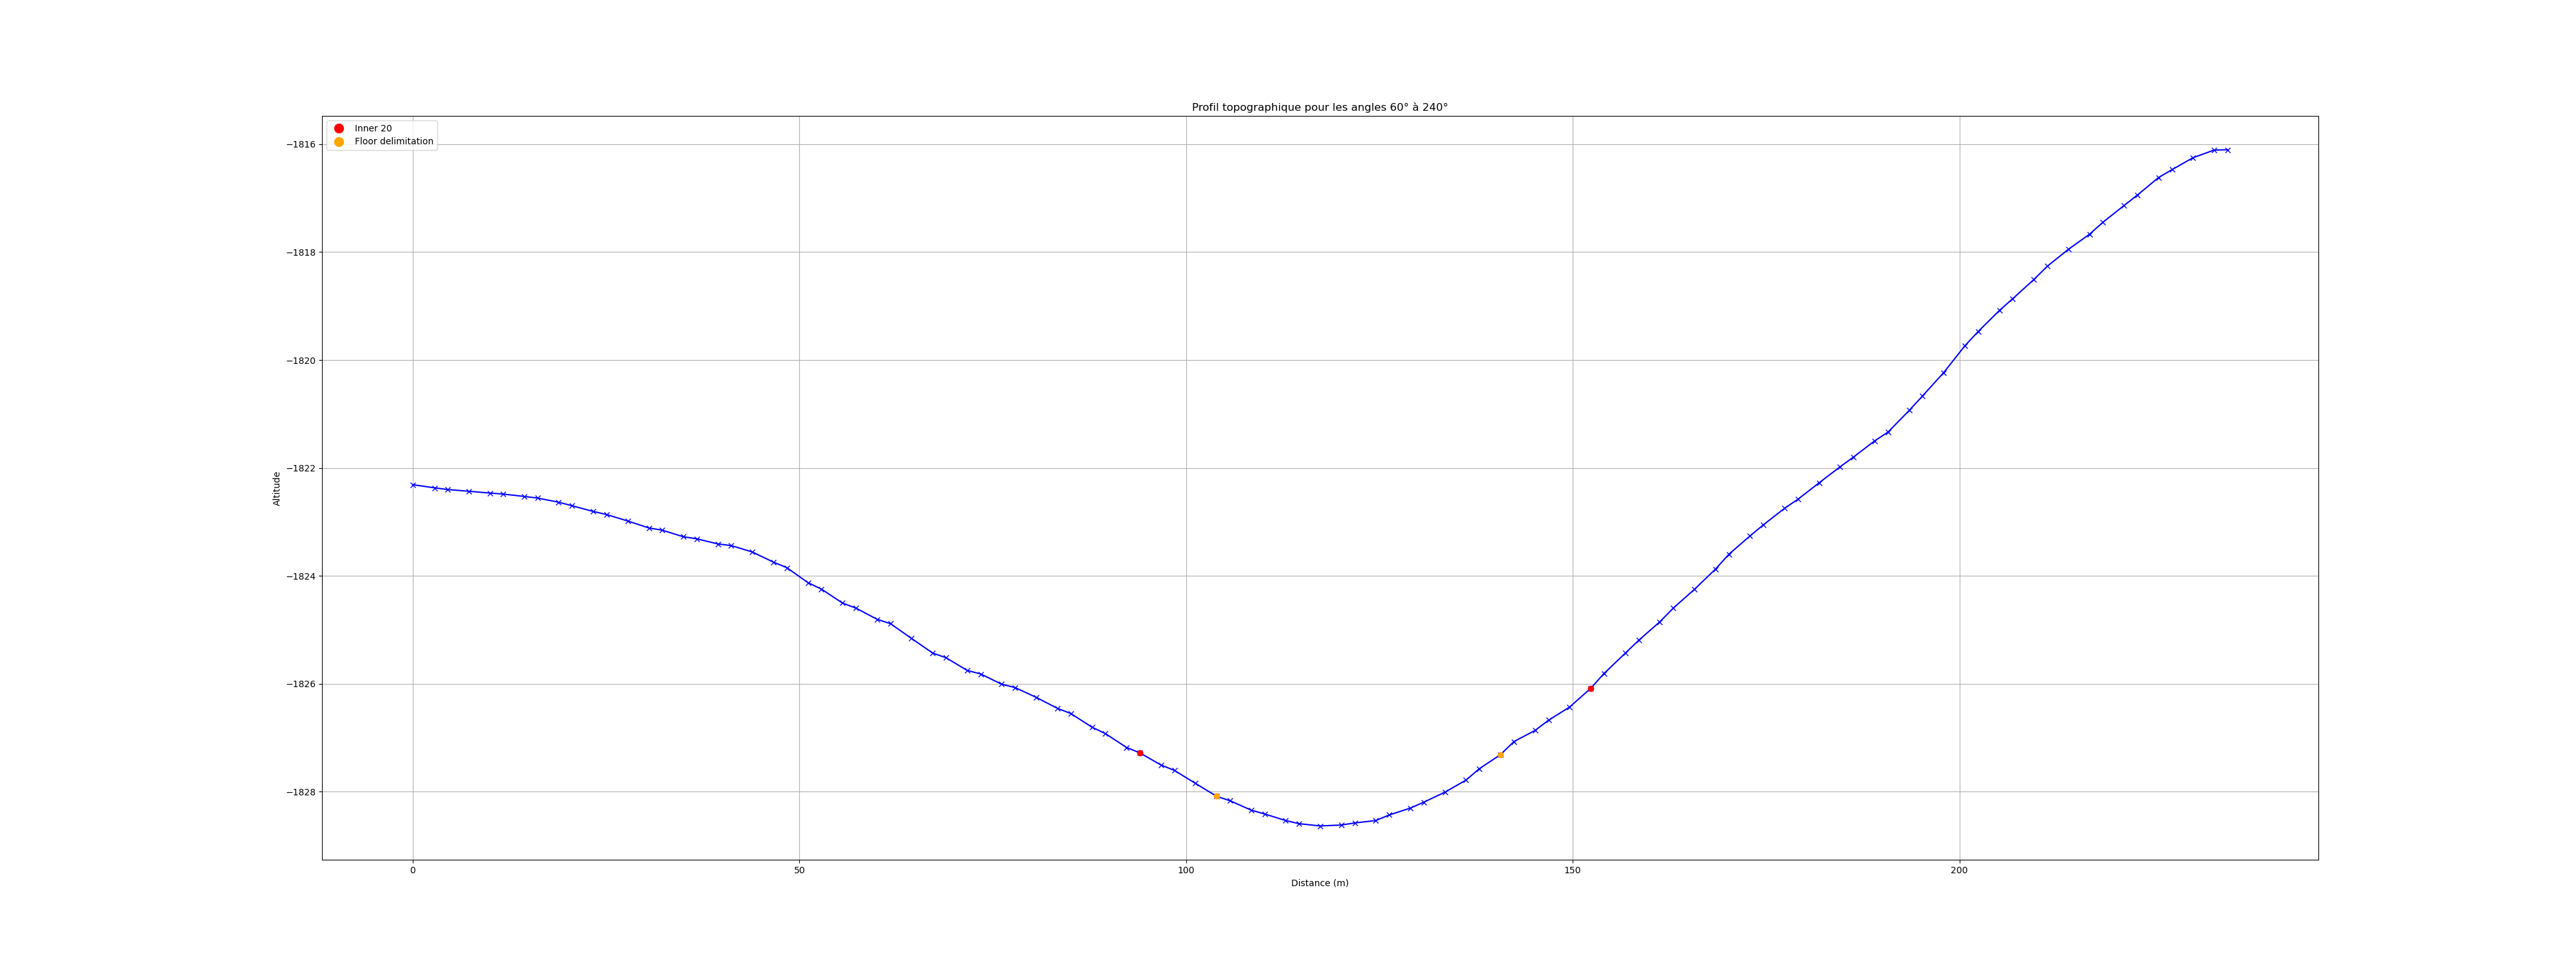 Profil topographique pour les angles 60° à 240°
Inner 20
Floor delimitation
−1816
−1818
−1820
−1822
−1824
−1826
−1828
Altitude
0 50 100 150 200
Distance (m)